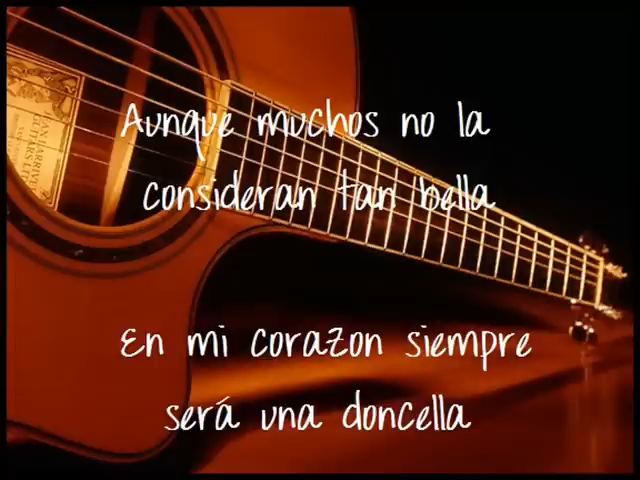 Aunque muchos no la
consideran tan bella
En mi corazon siempre
será una doncella